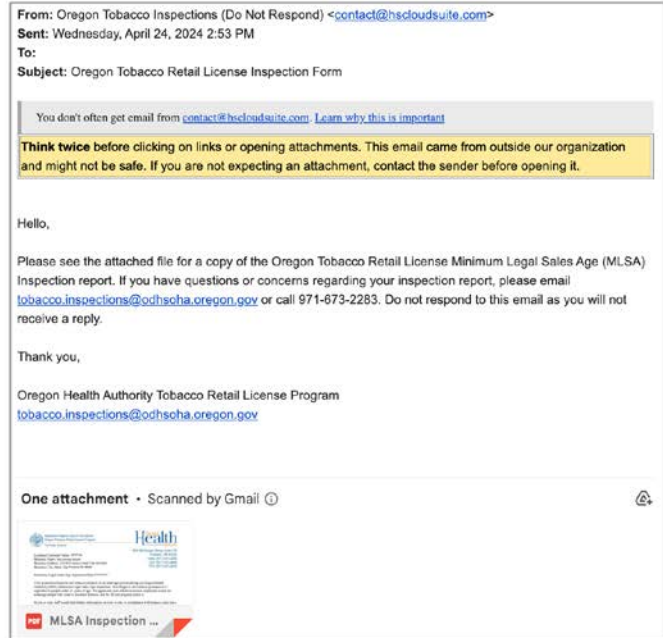 From: Oregon Tobacco Inspections (Do Not Respond) <contact@hscloudsuite.com>
Sent: Wednesday, April 24, 2024 2:53 PM
To:
Subject: Oregon Tobacco Retail License Inspection Form
You don't often get email from contact@hscloudsuite.com. Learn why this is important
Think twice before clicking on links or opening attachments. This email came from outside our organization
and might not be safe. If you are not expecting an attachment, contact the sender before opening it.
Hello,
Please see the attached file for a copy of the Oregon Tobacco Retail License Minimum Legal Sales Age (MLSA)
Inspection report. If you have questions or concerns regarding your inspection report, please email
tobacco.inspections@odhsoha.oregon.gov or call 971-673-2283. Do not respond to this email as you will not
receive a reply.
Thank you,
Oregon Health Authority Tobacco Retail License Program
tobacco.inspections@odhsoha.oregon.gov
One attachment • Scanned by Gmail
Health
PDF MLSA Inspection ...